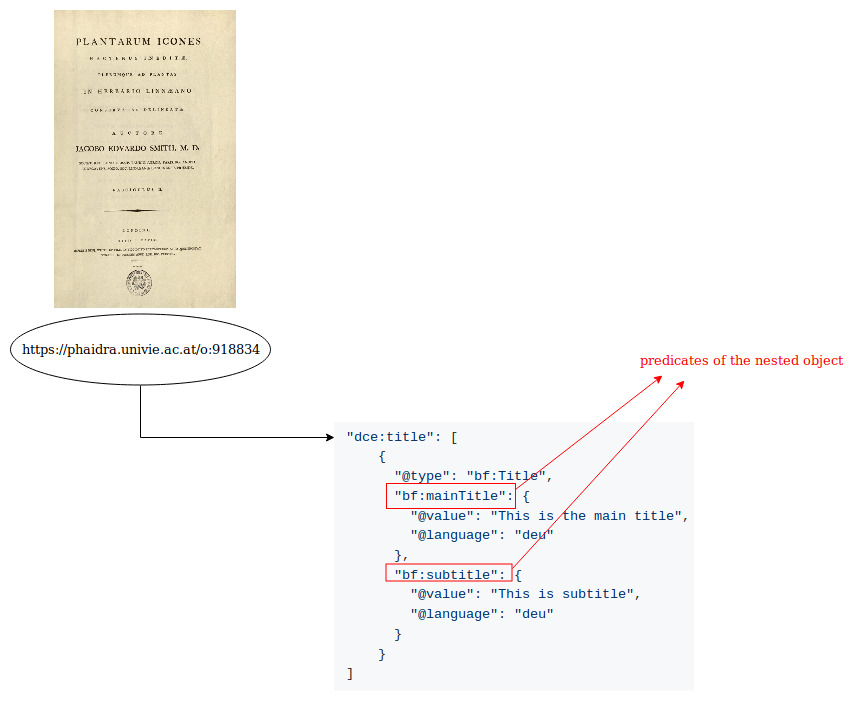 PLANTARUM ICONES
HACTENUS INEDITÆ,
PLERUMQUE AD PLANTAS
IN HERBARIO LINNÆANO
CONSERVATAS DELINEATÆ.
AUCTORE
JACOBO EDVARDO SMITH, M. D.
FASCICULUS II.
LONDINI:
https://phaidra.univie.ac.at/o:918834
predicates of the nested object
"dce:title": [
{
"@type": "bf:Title",
"bf:mainTitle": {
"@value": "This is the main title",
"@language": "deu"
},
"bf:subtitle": {
"@value": "This is subtitle",
"@language": "deu"
}
}
]